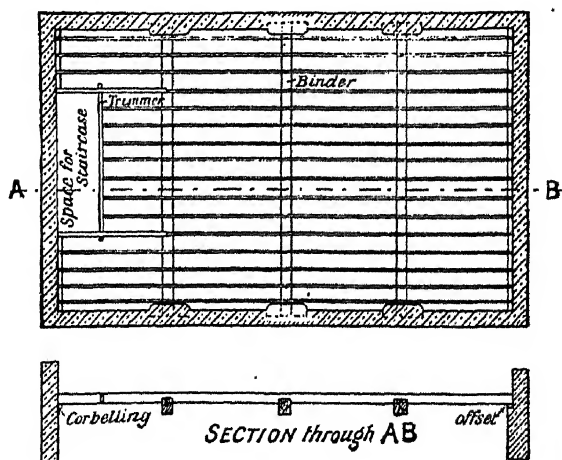 Binder
Trimmer
Space for
Staircase
A
B
Corbelling
offset
SECTION through AB